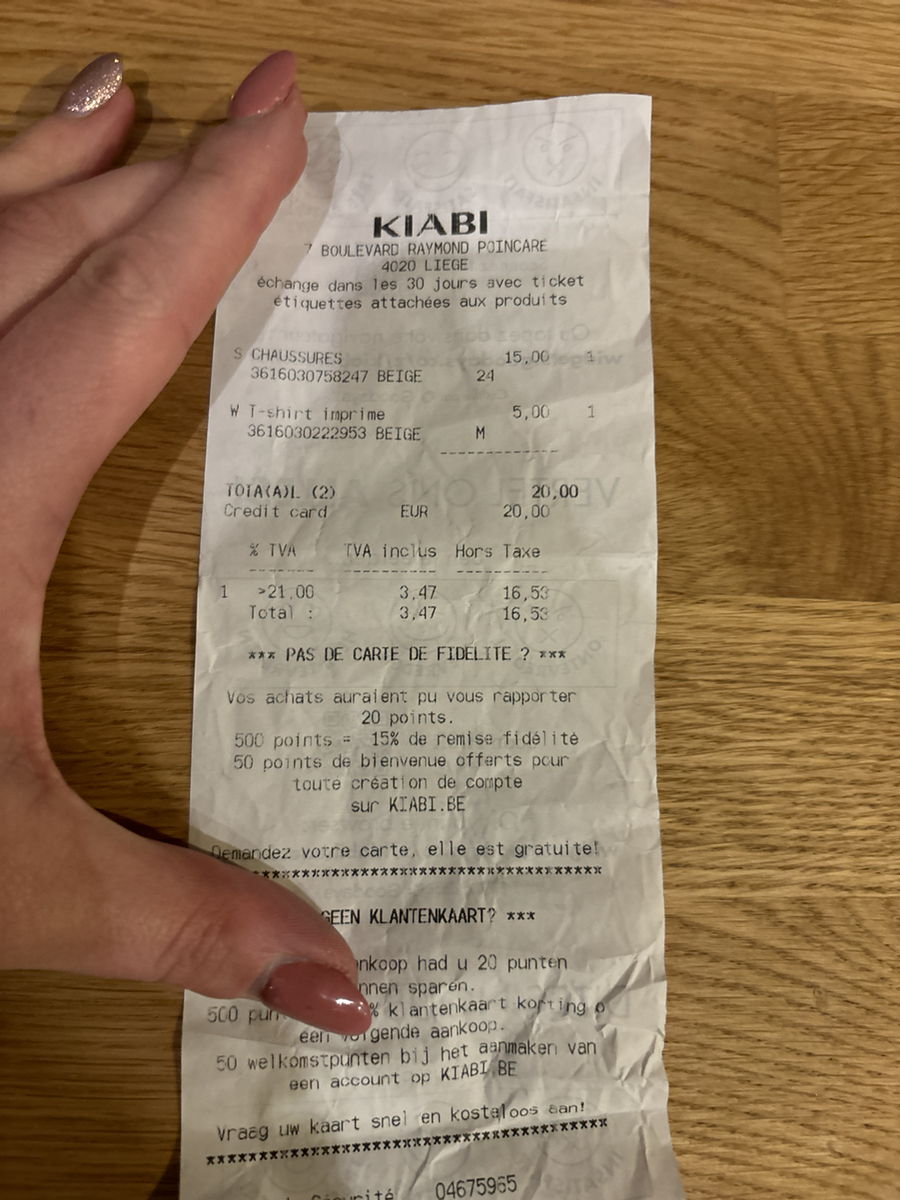 KIABI
7 BOULEVARD RAYMOND POINCARE
4020 LIEGE
échange dans les 30 jours avec ticket
étiquettes attachées aux produits
S CHAUSSURES 15,00 1
3616030758247 BEIGE 24
W T-shirt imprime 5,00 1
3616030222953 BEIGE M
------------
TOTA(A)L (2) 20,00
Credit card EUR 20,00
% TVA TVA inclus Hors Taxe
------- ---------- ----------
1 >21,00 3,47 16,53
Total : 3,47 16,53
*** PAS DE CARTE DE FIDELITE ? ***
Vos achats auraient pu vous rapporter
20 points.
500 points = 15% de remise fidélité
50 points de bienvenue offerts pour
toute création de compte
sur KIABI.BE
Demandez votre carte, elle est gratuite!
****************************************
GEEN KLANTENKAART? ***
had u 20 punten
sparen.
500 % klantenkaart korting o
een aankoop.
50 welkomstpunten bij het aanmaken van
een account op KIABI.BE
Vraag uw kaart snel en kosteloos aan!
****************************************
04675965